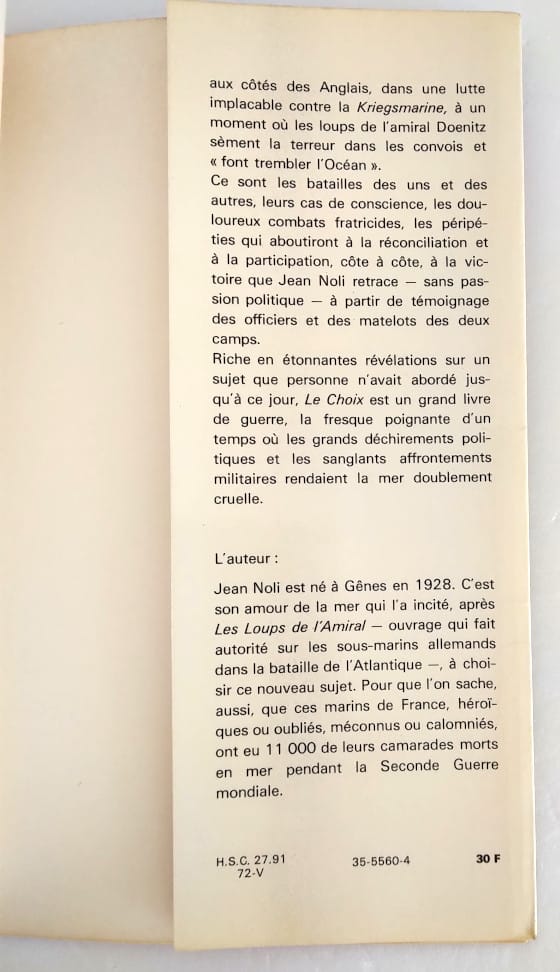 aux côtés des Anglais, dans une lutte
implacable contre la Kriegsmarine, à un
moment où les loups de l'amiral Doenitz
sèment la terreur dans les convois et
« font trembler l'Océan ».
Ce sont les batailles des uns et des
autres, leurs cas de conscience, les dou-
loureux combats fratricides, les péripé-
ties qui aboutiront à la réconciliation et
à la participation, côte à côte, à la vic-
toire que Jean Noli retrace — sans pas-
sion politique — à partir de témoignage
des officiers et des matelots des deux
camps.
Riche en étonnantes révélations sur un
sujet que personne n'avait abordé jus-
qu'à ce jour, Le Choix est un grand livre
de guerre, la fresque poignante d'un
temps où les grands déchirements poli-
tiques et les sanglants affrontements
militaires rendaient la mer doublement
cruelle.
L'auteur :
Jean Noli est né à Gênes en 1928. C'est
son amour de la mer qui l'a incité, après
Les Loups de l'Amiral — ouvrage qui fait
autorité sur les sous-marins allemands
dans la bataille de l'Atlantique —, à choi-
sir ce nouveau sujet. Pour que l'on sache,
aussi, que ces marins de France, héroï-
ques ou oubliés, méconnus ou calomniés,
ont eu 11 000 de leurs camarades morts
en mer pendant la Seconde Guerre
mondiale.
H.S.C. 27.91 35-5560-4 30 F
72-V